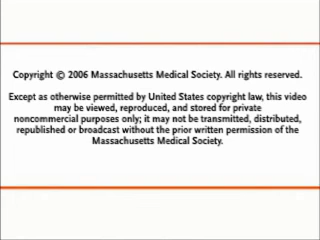 Copyright © 2006 Massachusetts Medical Society. All rights reserved.
Except as otherwise permitted by United States copyright law, this video
may be viewed, reproduced, and stored for private
noncommercial purposes only; it may not be transmitted, distributed,
republished or broadcast without the prior written permission of the
Massachusetts Medical Society.